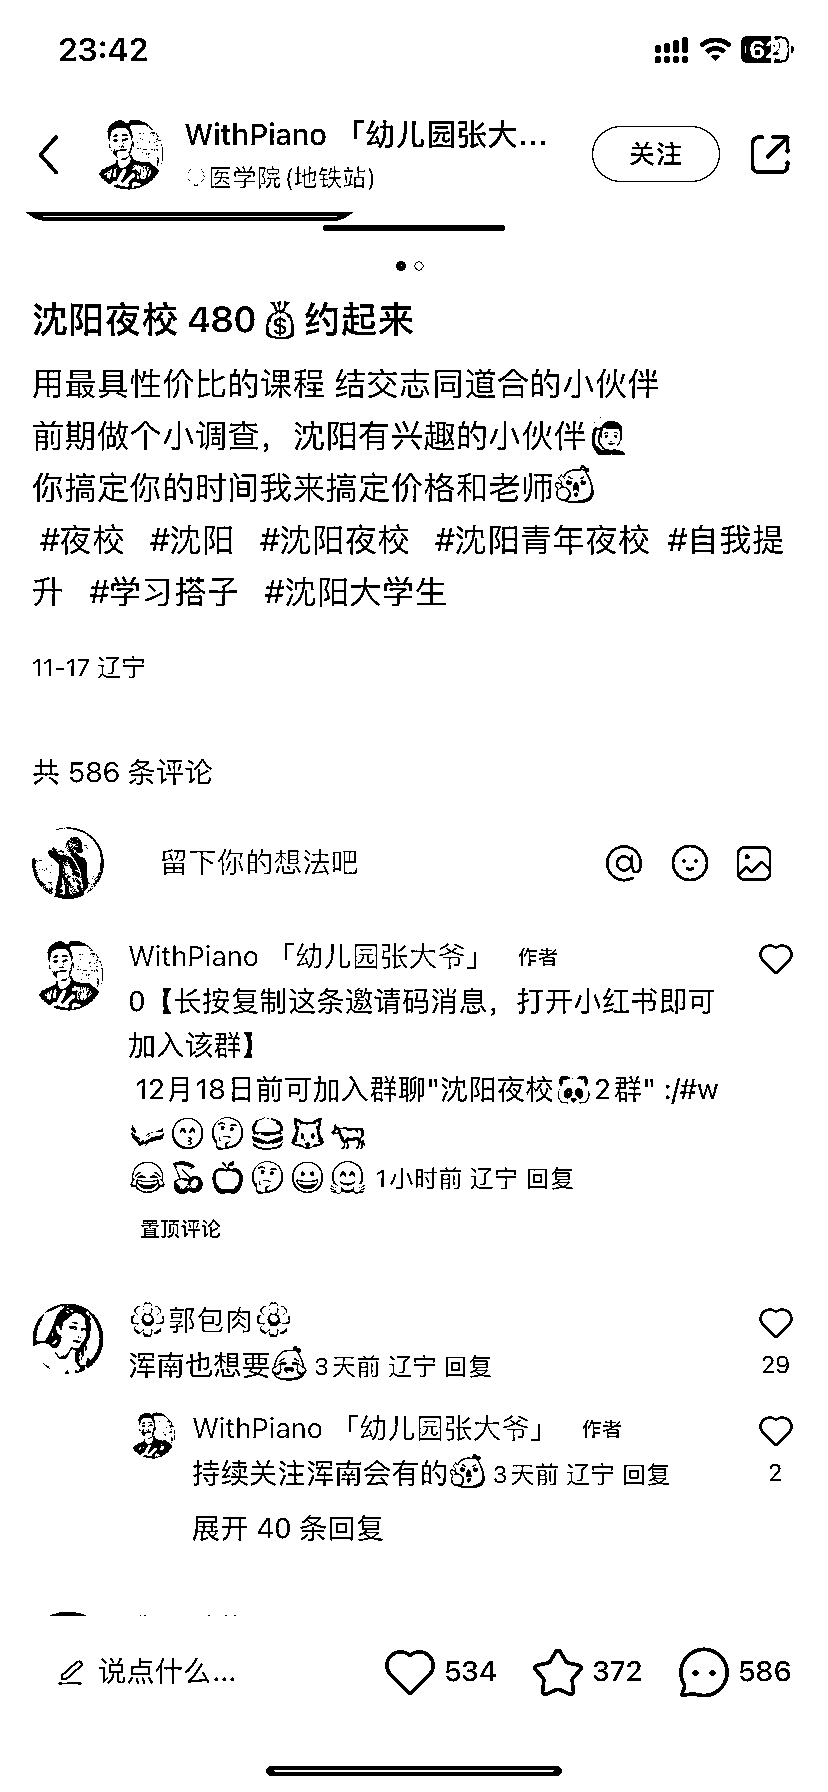 23:42
WithPiano 「幼儿园张大...
医学院 (地铁站)
关注
沈阳夜校 480💰约起来
用最具性价比的课程 结交志同道合的小伙伴
前期做个小调查，沈阳有兴趣的小伙伴🙋
你搞定你的时间我来搞定价格和老师
#夜校 #沈阳 #沈阳夜校 #沈阳青年夜校 #自我提
升 #学习搭子 #沈阳大学生
11-17 辽宁
共 586 条评论
留下你的想法吧
WithPiano 「幼儿园张大爷」 作者
0【长按复制这条邀请码消息，打开小红书即可
加入该群】
12月18日前可加入群聊"沈阳夜校🐼2群" :/#w
😙🤔🍔🐺🐄
😂🍒🍎🤔😀🤗 1小时前 辽宁 回复
置顶评论
🌼郭包肉🌼
浑南也想要😭 3天前 辽宁 回复
29
WithPiano 「幼儿园张大爷」 作者
持续关注浑南会有的 3天前 辽宁 回复
2
展开 40 条回复
说点什么... 534 372 586